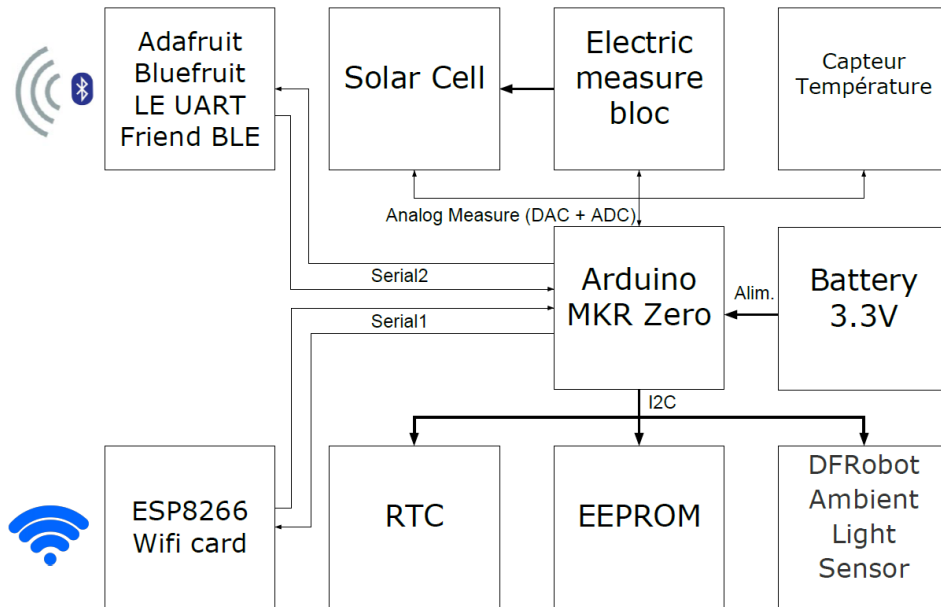 Adafruit
Bluefruit
LE UART
Friend BLE
Solar Cell
Electric
measure
bloc
Capteur
Température
Analog Measure (DAC + ADC)
Serial2
Serial1
Arduino
MKR Zero
Alim.
Battery
3.3V
I2C
ESP8266
Wifi card
RTC
EEPROM
DFRobot
Ambient
Light
Sensor